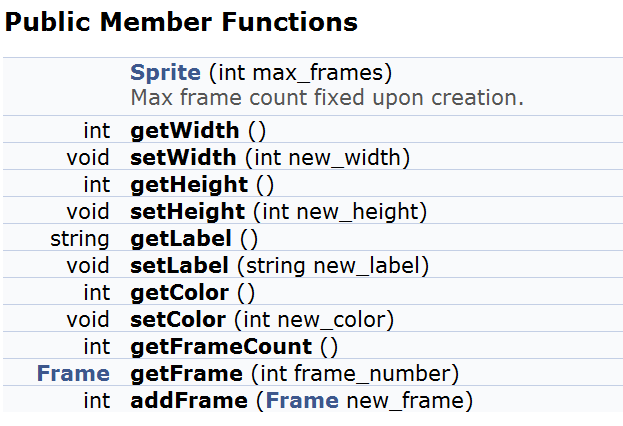 Public Member Functions
Sprite (int max_frames)
Max frame count fixed upon creation.
int getWidth ()
void setWidth (int new_width)
int getHeight ()
void setHeight (int new_height)
string getLabel ()
void setLabel (string new_label)
int getColor ()
void setColor (int new_color)
int getFrameCount ()
Frame getFrame (int frame_number)
int addFrame (Frame new_frame)